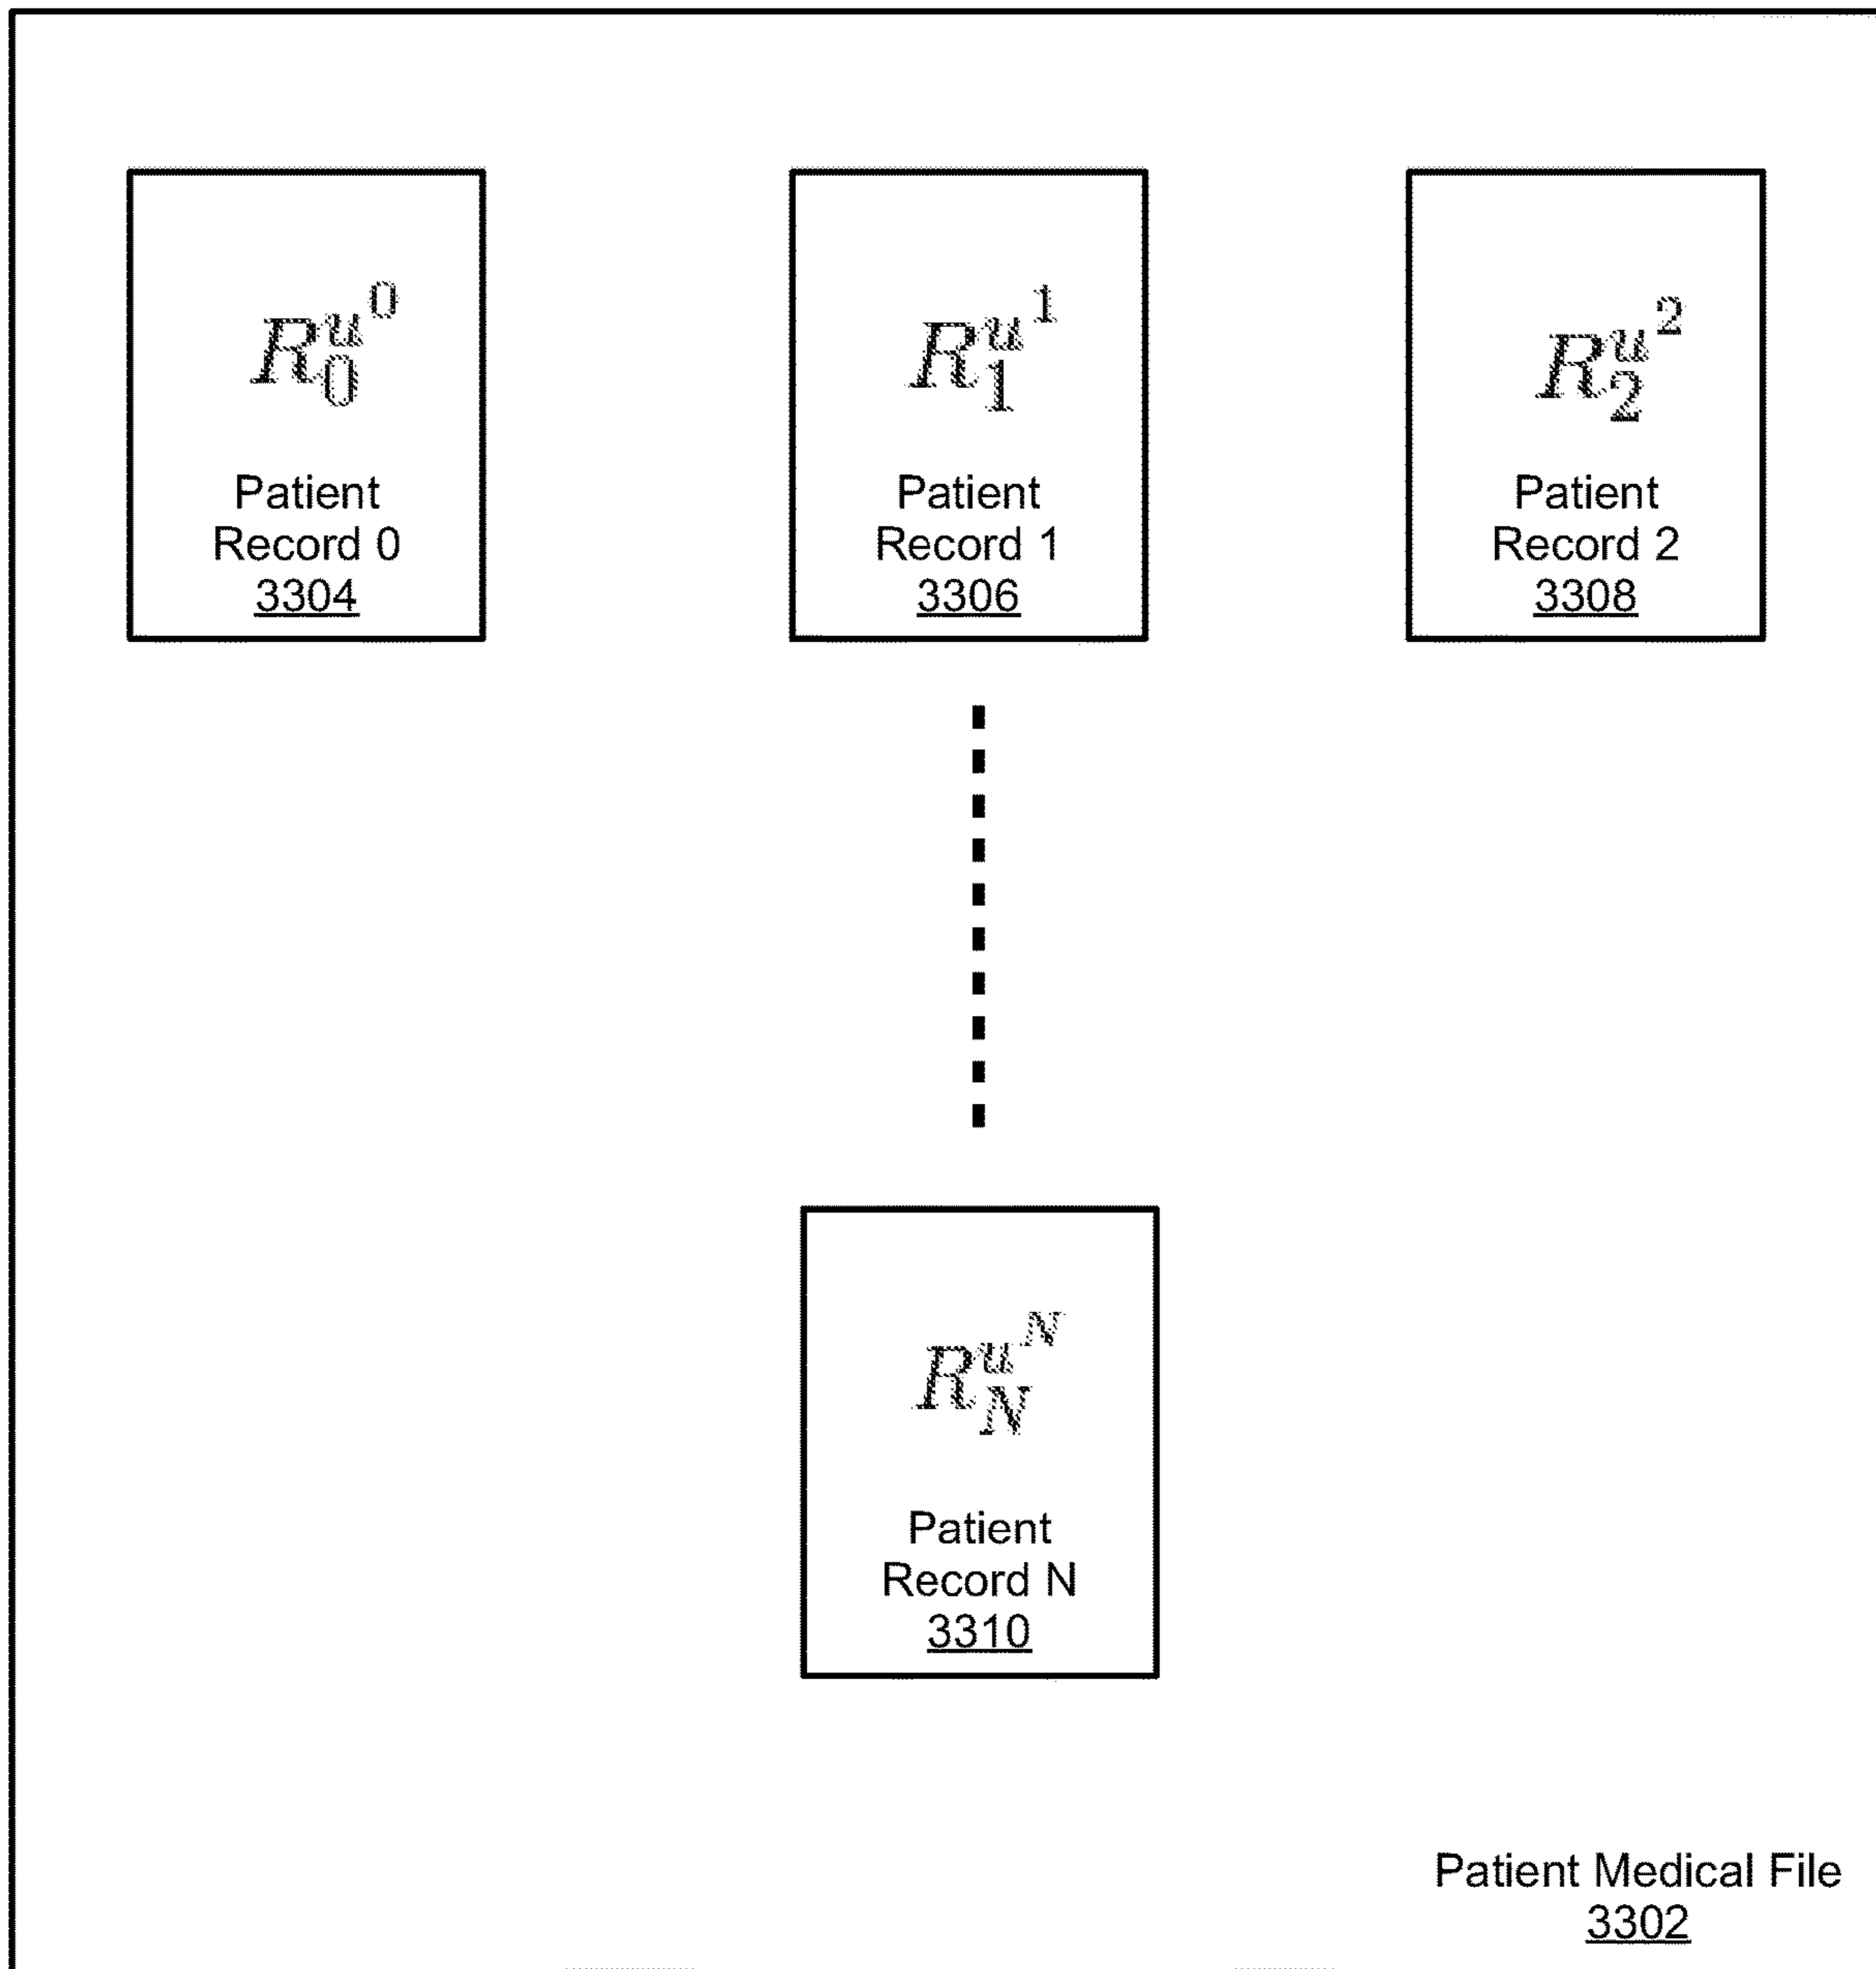 R_0^{u^0}
Patient
Record 0
3304
R_1^{u^1}
Patient
Record 1
3306
R_2^{u^2}
Patient
Record 2
3308
R_N^{u^N}
Patient
Record N
3310
Patient Medical File
3302